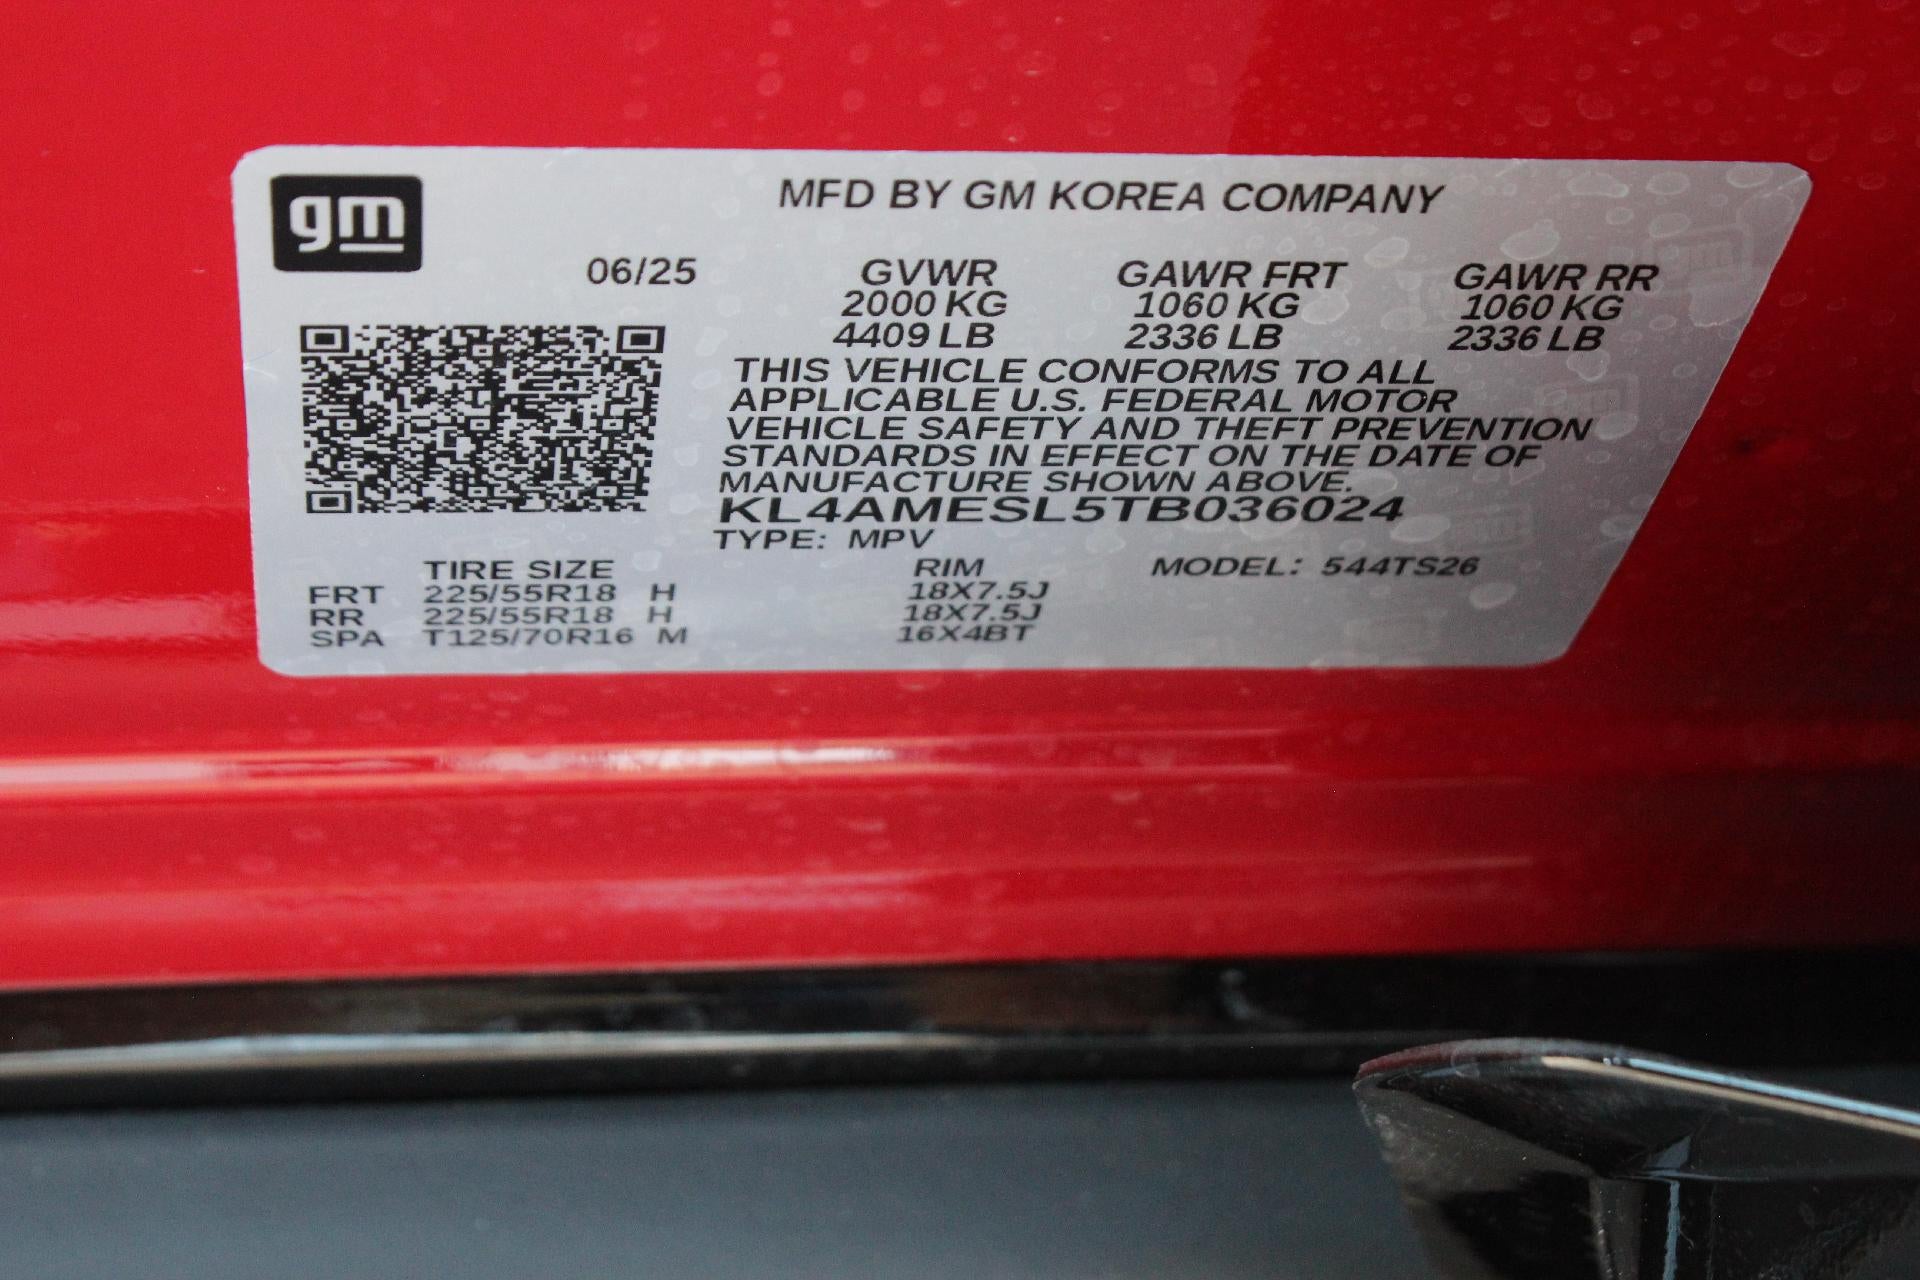 gm
MFD BY GM KOREA COMPANY
06/25 GVWR GAWR FRT GAWR RR
2000 KG 1060 KG 1060 KG
4409 LB 2336 LB 2336 LB
THIS VEHICLE CONFORMS TO ALL
APPLICABLE U.S. FEDERAL MOTOR
VEHICLE SAFETY AND THEFT PREVENTION
STANDARDS IN EFFECT ON THE DATE OF
MANUFACTURE SHOWN ABOVE.
KL4AMESL5TB036024
TYPE: MPV
TIRE SIZE RIM MODEL: 544TS26
FRT 225/55R18 H 18X7.5J
RR 225/55R18 H 18X7.5J
SPA T125/70R16 M 16X4BT